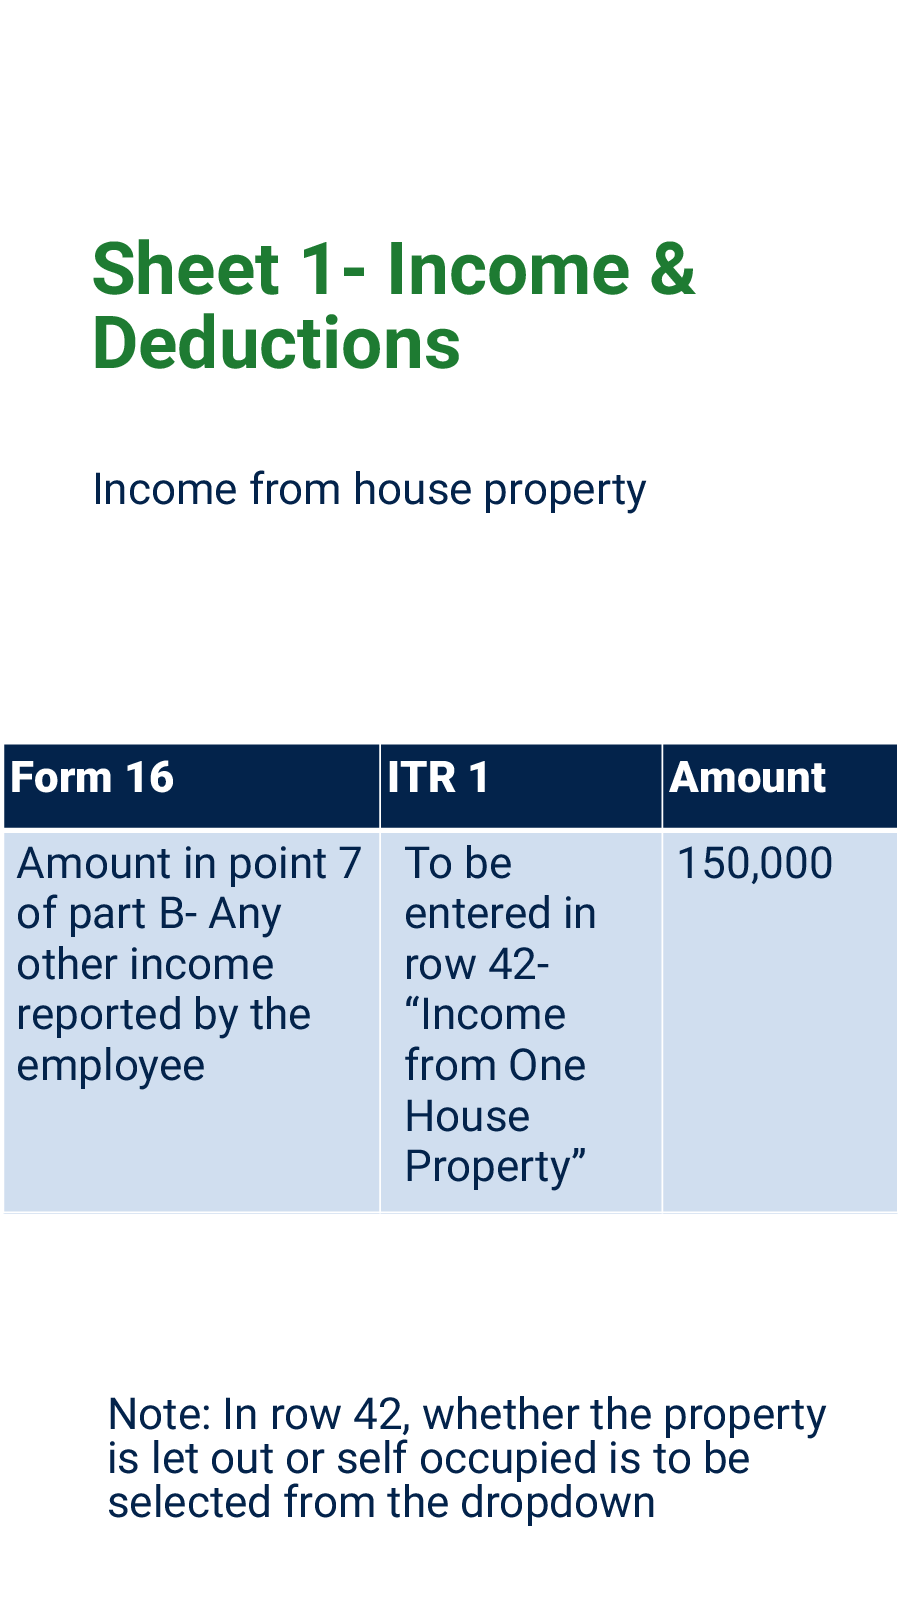 Sheet 1- Income &
Deductions
Income from house property
Form 16
ITR 1
Amount
Amount in point 7
of part B- Any
other income
reported by the
employee
To be
entered in
row 42-
“Income
from One
House
Property”
150,000
Note: In row 42, whether the property
is let out or self occupied is to be
selected from the dropdown